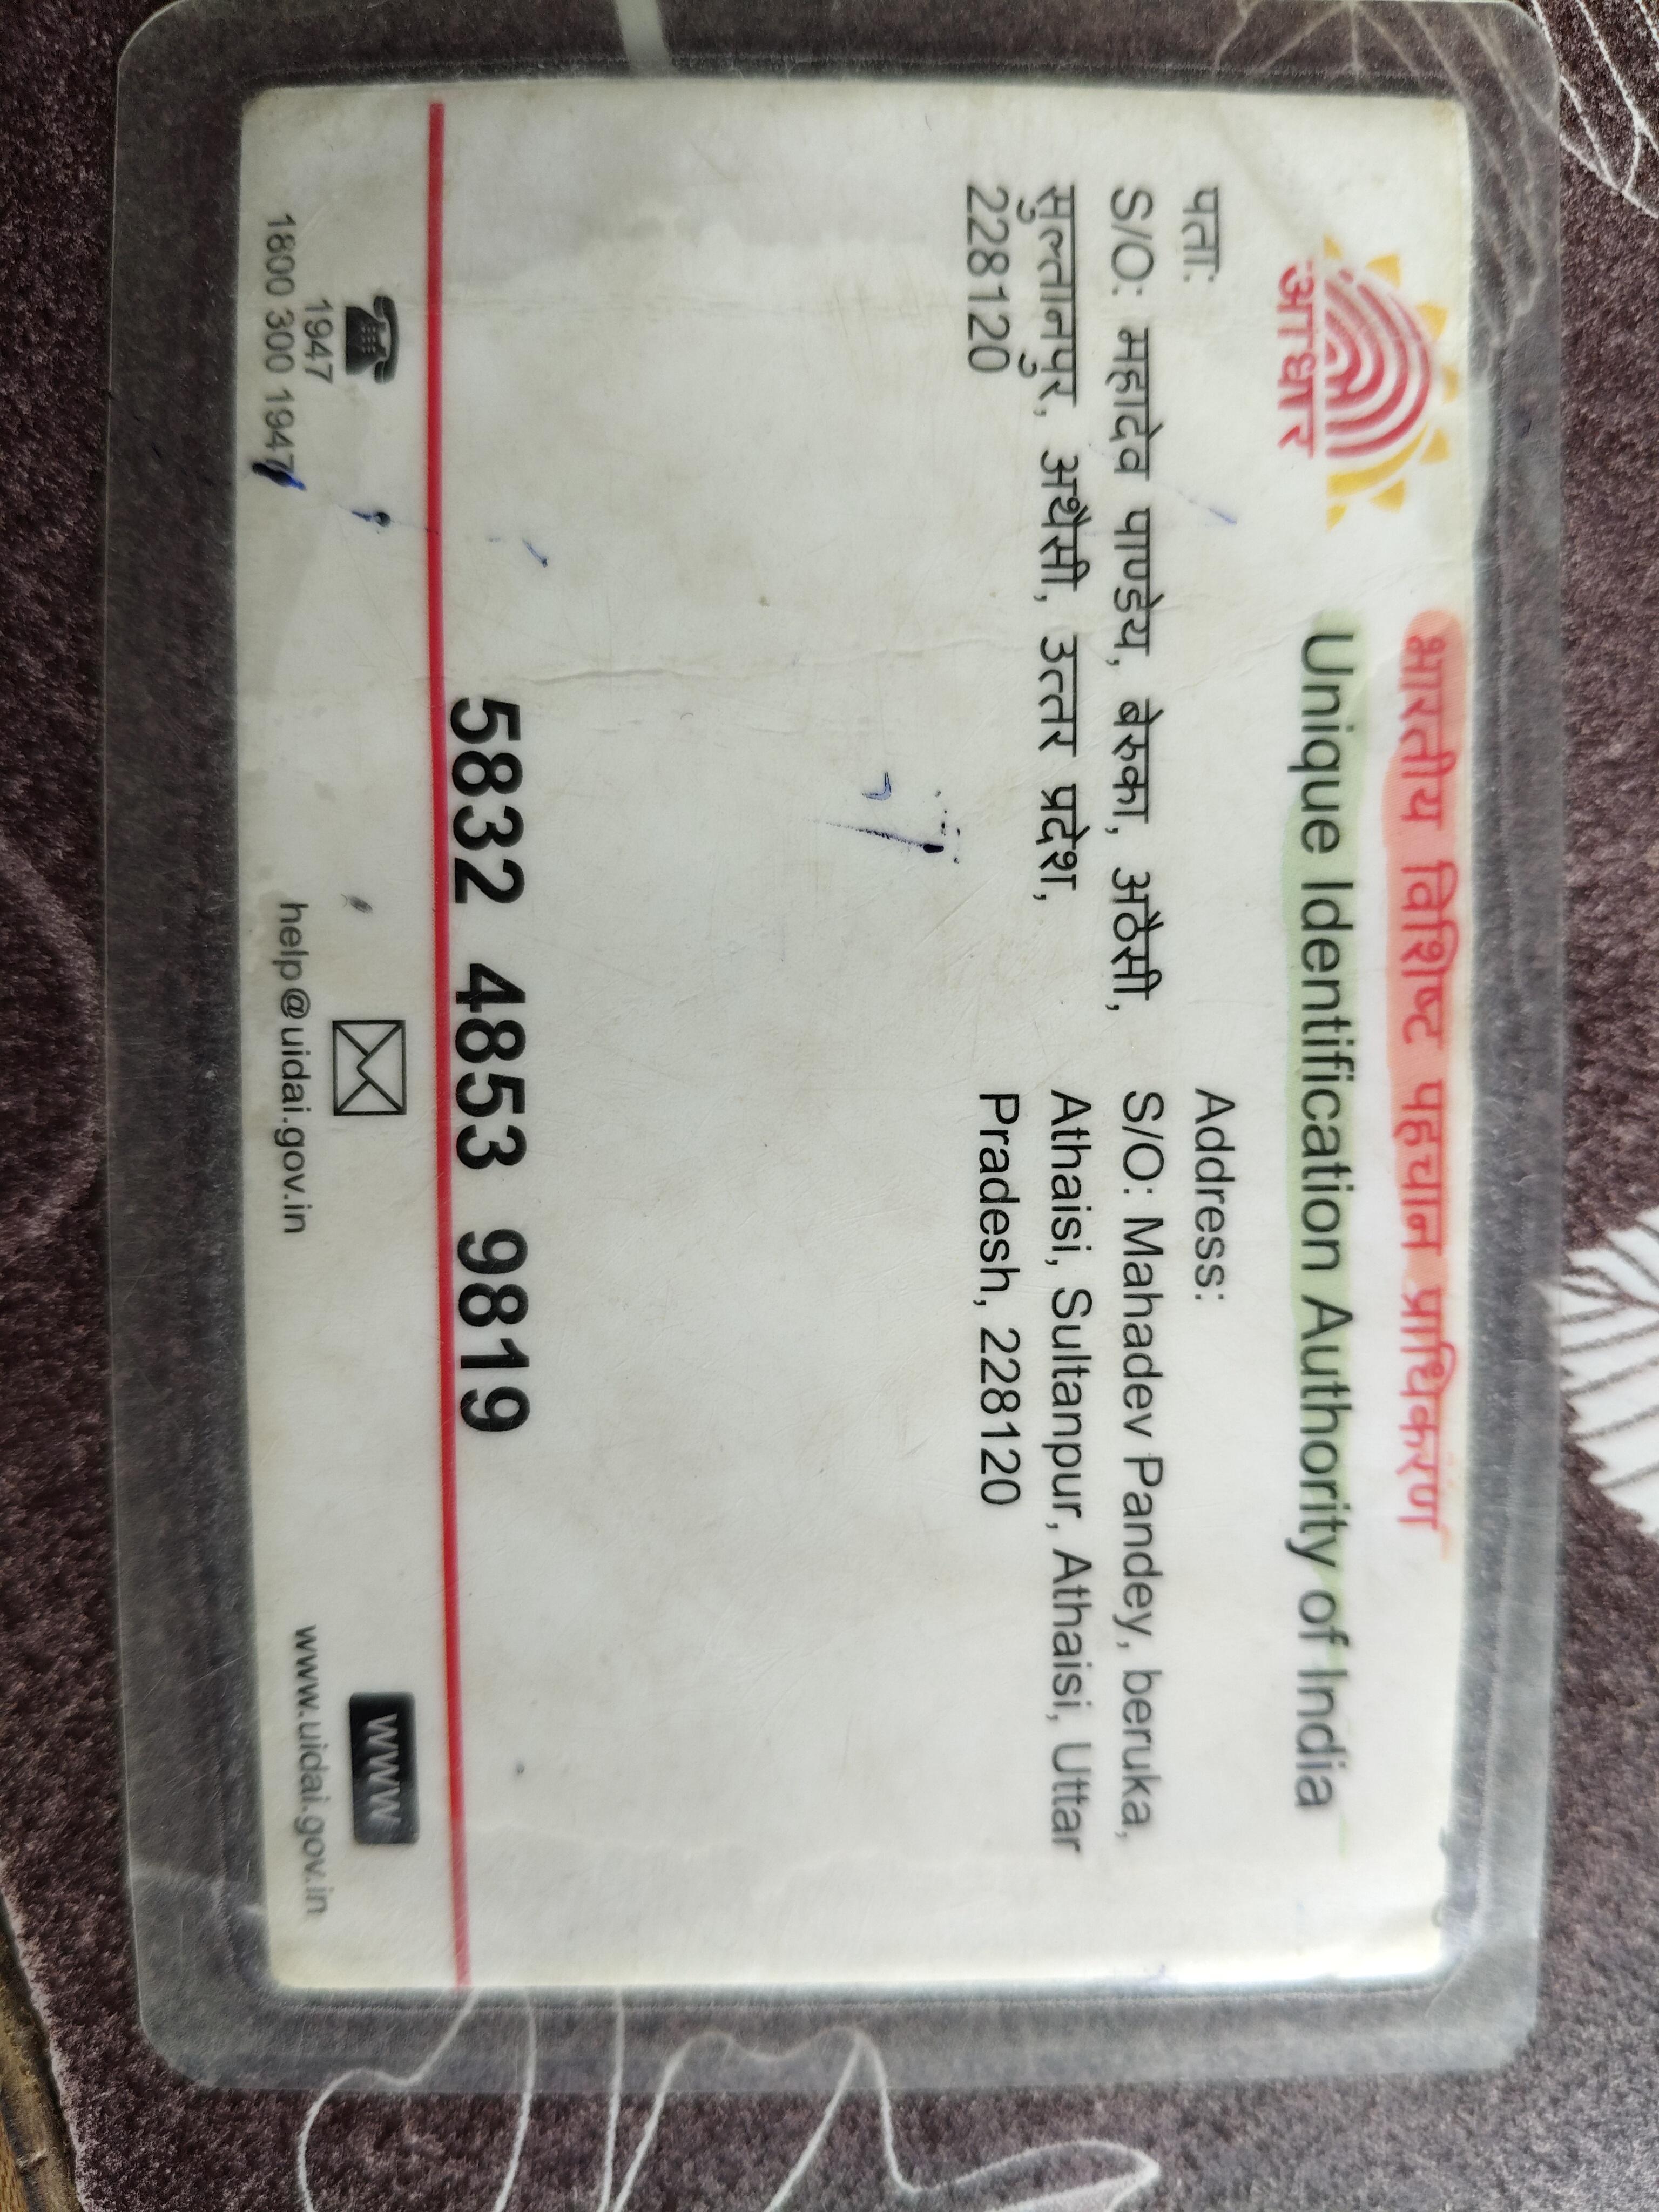 आधार
भारतीय विशिष्ट पहचान प्राधिकरण
Unique Identification Authority of India
पता:
S/O: महादेव पाण्डेय, बेरुका, अठैसी,
सुल्तानपुर, अथैसी, उत्तर प्रदेश,
228120
Address:
S/O: Mahadev Pandey, beruka,
Athaisi, Sultanpur, Athaisi, Uttar
Pradesh, 228120
5832 4853 9819
1947
1800 300 1947
help@uidai.gov.in
WWW
www.uidai.gov.in